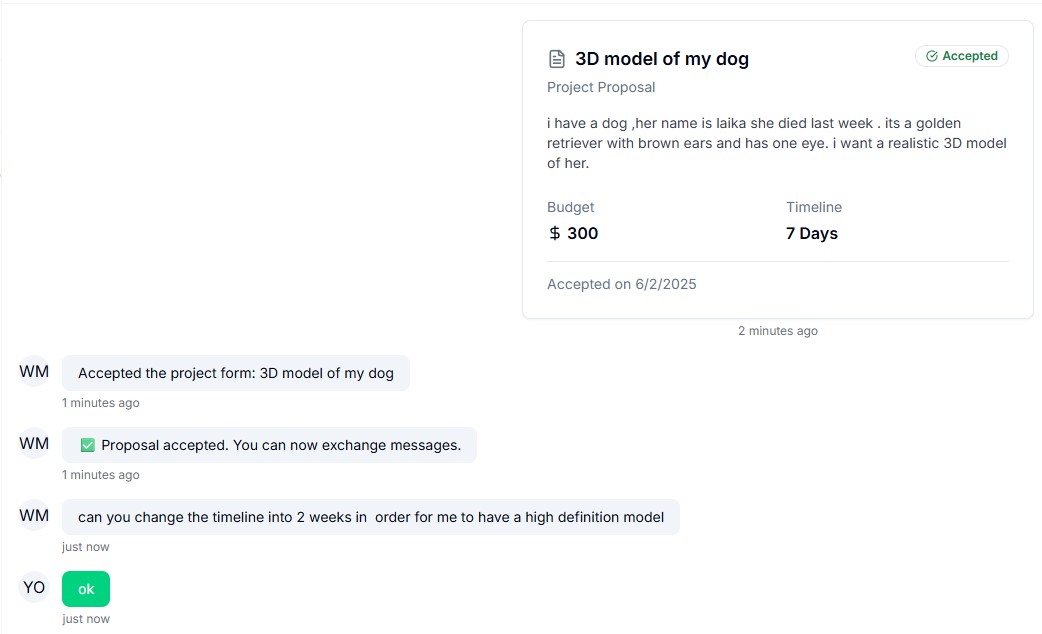 3D model of my dog
Accepted
Project Proposal
i have a dog ,her name is laika she died last week . its a golden
retriever with brown ears and has one eye. i want a realistic 3D model
of her.
Budget
Timeline
$ 300
7 Days
Accepted on 6/2/2025
2 minutes ago
WM
Accepted the project form: 3D model of my dog
1 minutes ago
WM
✅ Proposal accepted. You can now exchange messages.
1 minutes ago
WM
can you change the timeline into 2 weeks in  order for me to have a high definition model
just now
YO
ok
just now